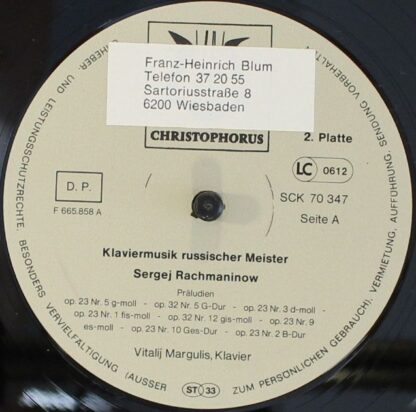 Franz-Heinrich Blum
Telefon 37 20 55
Sartoriusstraße 8
6200 Wiesbaden
CHRISTOPHORUS
2. Platte
D. P.
F 665.858 A
LC 0612
SCK 70 347
Seite A
Klaviermusik russischer Meister
Sergej Rachmaninow
Präludien
op. 23 Nr. 5 g-moll - op. 32 Nr. 5 G-Dur - op. 23 Nr. 3 d-moll -
op. 23 Nr. 1 fis-moll - op. 32 Nr. 12 gis-moll - op. 23 Nr. 9
es-moll - op. 23 Nr. 10 Ges-Dur - op. 23 Nr. 2 B-Dur
Vitalij Margulis, Klavier
ST 33
URHEBER- UND LEISTUNGSSCHUTZRECHTE. BESONDERS VERVIELFÄLTIGUNG (AUSSER ZUM PERSÖNLICHEN GEBRAUCH), VERMIETUNG, AUFFÜHRUNG, SENDUNG VORBEHALTEN